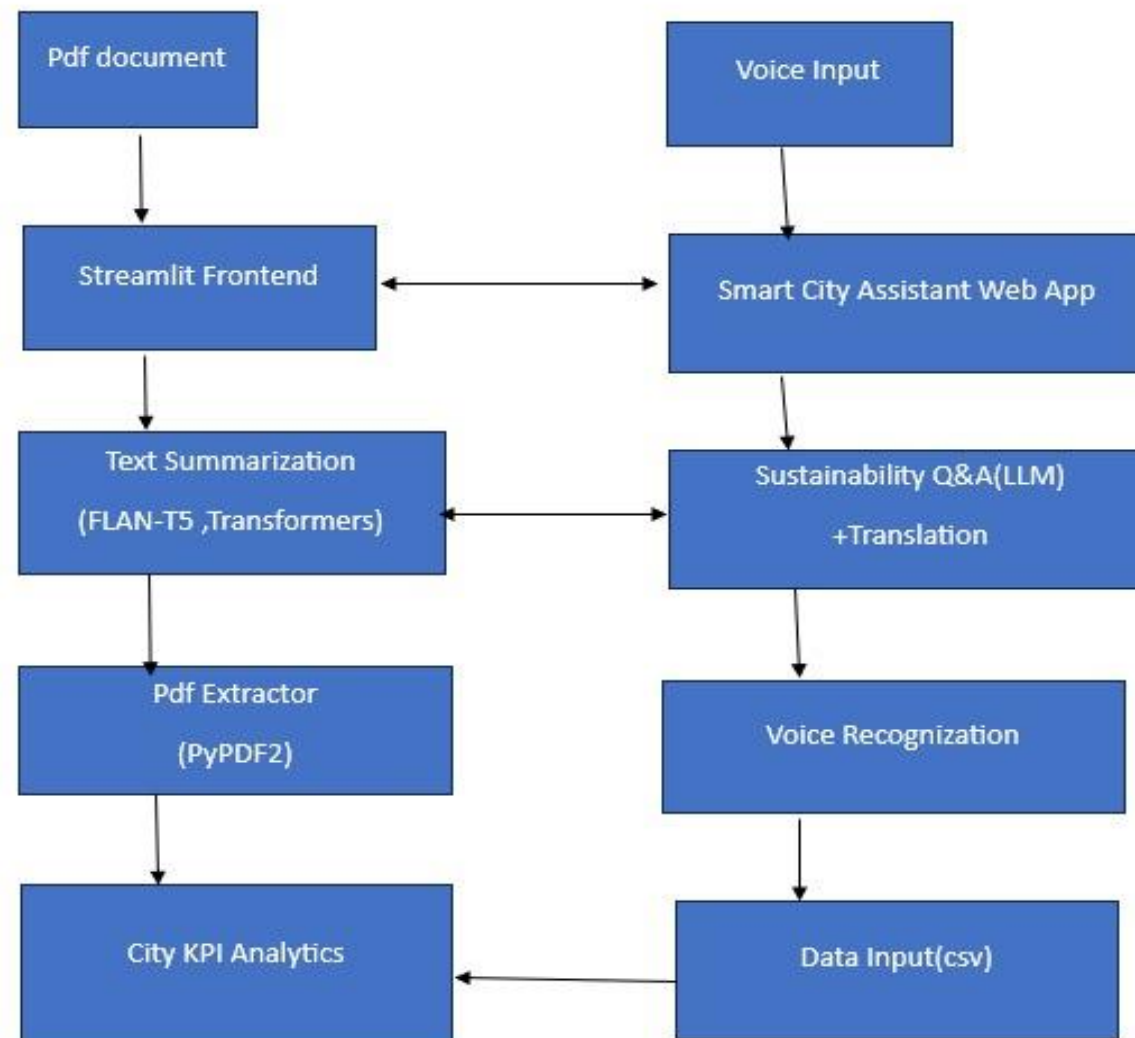 Pdf document
Voice Input
Streamlit Frontend
Smart City Assistant Web App
Text Summarization
(FLAN-T5 ,Transformers)
Sustainability Q&A(LLM)
+Translation
Pdf Extractor
(PyPDF2)
Voice Recognization
City KPI Analytics
Data Input(csv)